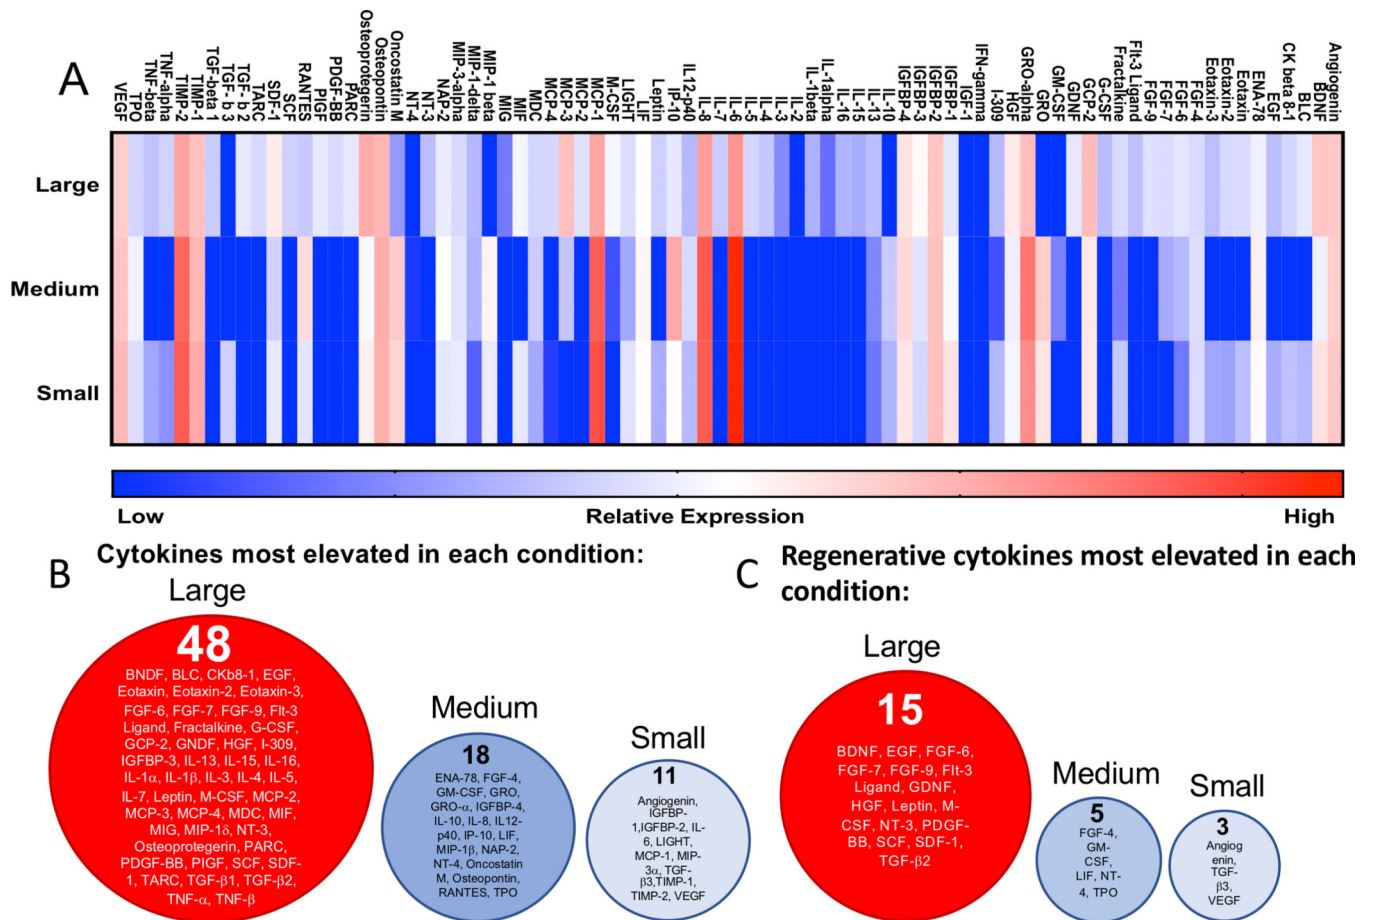 A
VEGF
TPO
TNF-beta
TNF-alpha
TIMP-2
TIMP-1
TGF-beta 1
TGF- b 3
TGF- b 2
TARC
SDF-1
SCF
RANTES
PIGF
PDGF-BB
PARC
Osteoprotegerin
Osteopontin
Oncostatin M
NT-4
NT-3
NAP-2
MIP-3-alpha
MIP-1-delta
MIP-1 beta
MIG
MIF
MDC
MCP-4
MCP-3
MCP-2
MCP-1
M-CSF
LIGHT
LIF
Leptin
IP-10
IL12-p40
IL-8
IL-7
IL-6
IL-5
IL-4
IL-3
IL-2
IL-1beta
IL-1alpha
IL-16
IL-15
IL-13
IL-10
IGFBP-4
IGFBP-3
IGFBP-2
IGFBP-1
IGF-1
IFN-gamma
I-309
HGF
GRO-alpha
GRO
GM-CSF
GDNF
GCP-2
G-CSF
Fractalkine
Flt-3 Ligand
FGF-9
FGF-7
FGF-6
FGF-4
Eotaxin-3
Eotaxin-2
Eotaxin
ENA-78
EGF
CK beta 8-1
BLC
BDNF
Angiogenin
Large
Medium
Small
Low
Relative Expression
High
B
Cytokines most elevated in each condition:
Large
48
BNDF, BLC, CKb8-1, EGF,
Eotaxin, Eotaxin-2, Eotaxin-3,
FGF-6, FGF-7, FGF-9, Flt-3
Ligand, Fractalkine, G-CSF,
GCP-2, GNDF, HGF, I-309,
IGFBP-3, IL-13, IL-15, IL-16,
IL-1α, IL-1β, IL-3, IL-4, IL-5,
IL-7, Leptin, M-CSF, MCP-2,
MCP-3, MCP-4, MDC, MIF,
MIG, MIP-1δ, NT-3,
Osteoprotegerin, PARC,
PDGF-BB, PIGF, SCF, SDF-
1, TARC, TGF-β1, TGF-β2,
TNF-α, TNF-β
Medium
18
ENA-78, FGF-4,
GM-CSF, GRO,
GRO-α, IGFBP-4,
IL-10, IL-8, IL12-
p40, IP-10, LIF,
MIP-1β, NAP-2,
NT-4, Oncostatin
M, Osteopontin,
RANTES, TPO
Small
11
Angiogenin,
IGFBP-
1,IGFBP-2, IL-
6, LIGHT,
MCP-1, MIP-
3α, TGF-
β3,TIMP-1,
TIMP-2, VEGF
C
Regenerative cytokines most elevated in each
condition:
Large
15
BDNF, EGF, FGF-6,
FGF-7, FGF-9, Flt-3
Ligand, GDNF,
HGF, Leptin, M-
CSF, NT-3, PDGF-
BB, SCF, SDF-1,
TGF-β2
Medium
5
FGF-4,
GM-
CSF,
LIF, NT-
4, TPO
Small
3
Angiog
enin,
TGF-
β3,
VEGF